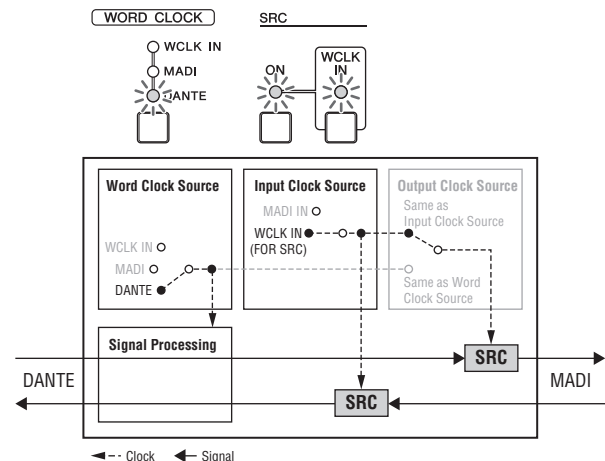 WORD CLOCK
SRC
WCLK IN
MADI
DANTE
ON
WCLK
IN
Word Clock Source
Input Clock Source
Output Clock Source
WCLK IN
MADI
DANTE
MADI IN
WCLK IN
(FOR SRC)
Same as
Input Clock Source
Same as Word
Clock Source
Signal Processing
SRC
SRC
DANTE
MADI
Clock
Signal